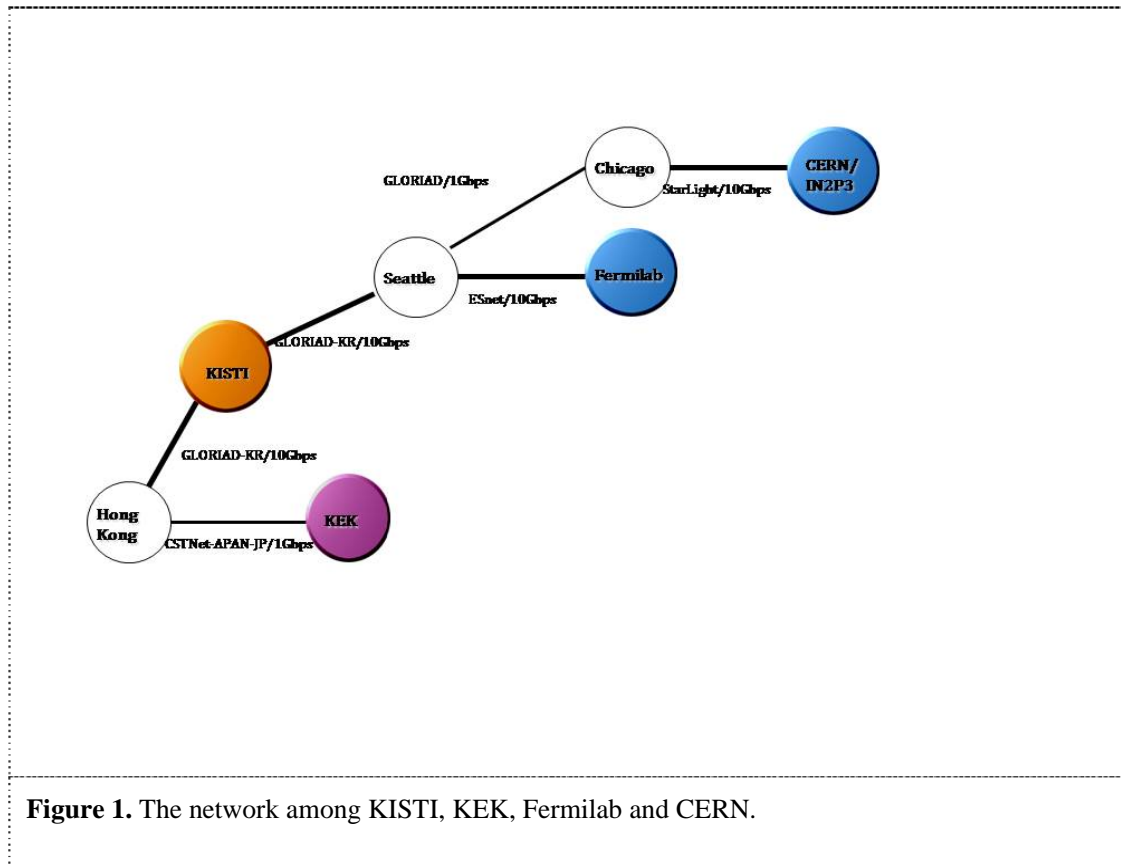 Chicago
CERN/
IN2P3
GLORIAD/1Gbps
StarLight/10Gbps
Seattle
Fermilab
ESnet/10Gbps
GLORIAD-KR/10Gbps
KISTI
GLORIAD-KR/10Gbps
Hong
Kong
KEK
CSTNet-APAN-JP/1Gbps
Figure 1. The network among KISTI, KEK, Fermilab and CERN.